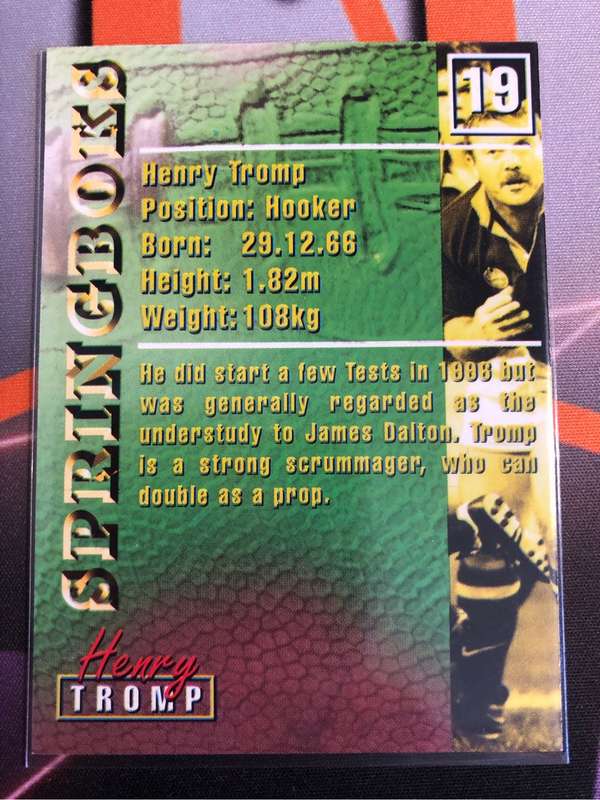 SPRINGBOKS
19
Henry Tromp
Position: Hooker
Born: 29.12.66
Height: 1.82m
Weight: 108kg
He did start a few Tests in 1996 but
was generally regarded as the
understudy to James Dalton. Tromp
is a strong scrummager, who can
double as a prop.
Henry
TROMP